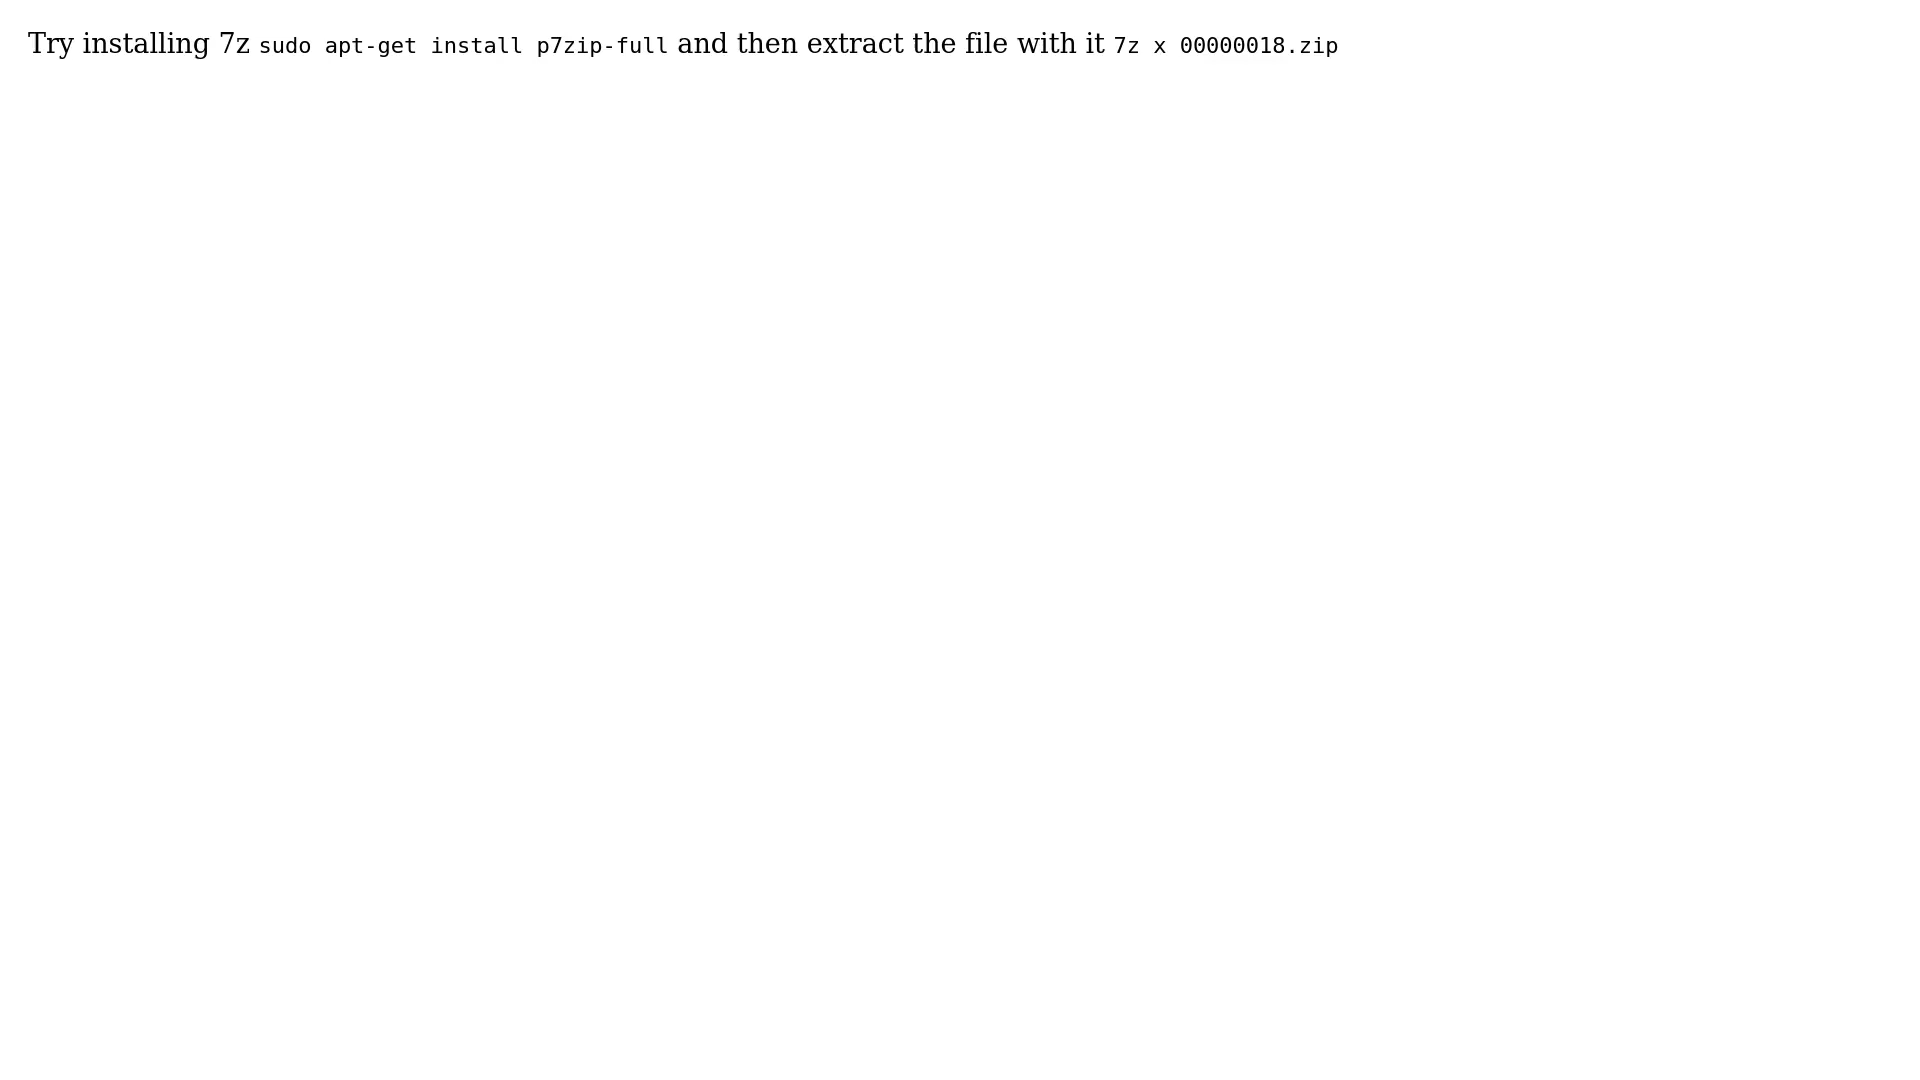 Try installing 7z sudo apt-get install p7zip-full and then extract the file with it 7z x 00000018.zip